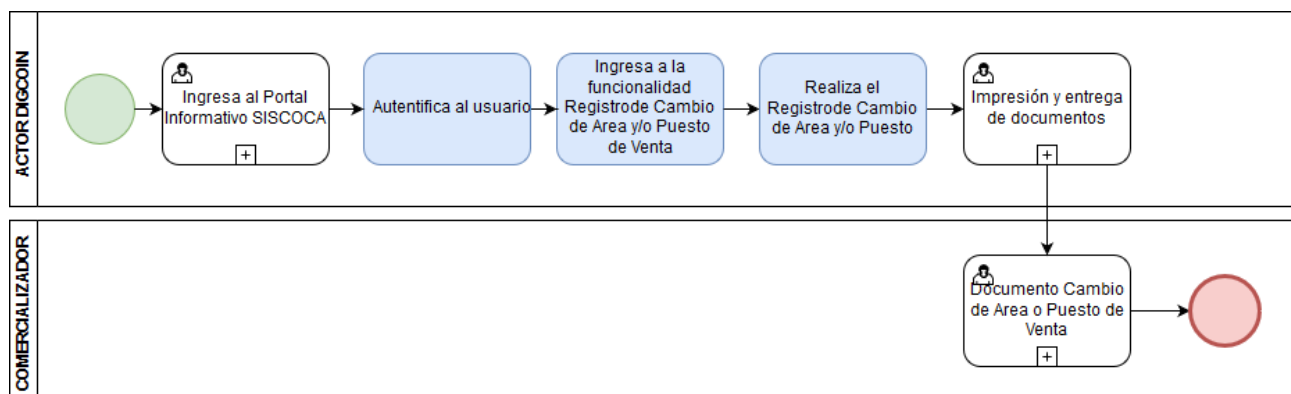 ACTOR DIGCOIN
Ingresa al Portal
Informativo SISCOCA
Autentifica al usuario
Ingresa a la
funcionalidad
Registrode Cambio
de Area y/o Puesto
de Venta
Realiza el
Registrode Cambio
de Area y/o Puesto
Impresión y entrega
de documentos
COMERCIALIZADOR
Documento Cambio
de Area o Puesto de
Venta